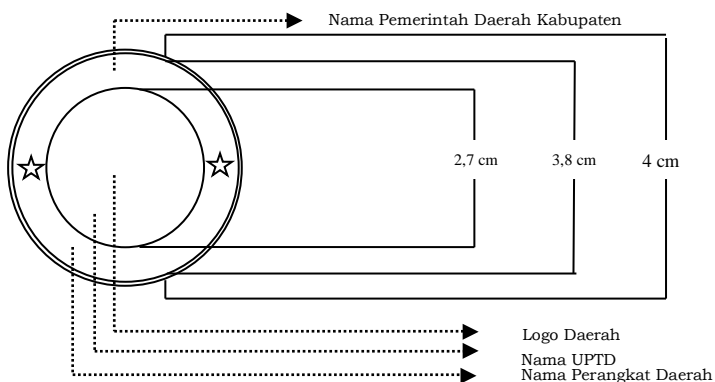 Nama Pemerintah Daerah Kabupaten
2,7 cm
3,8 cm
4 cm
Logo Daerah
Nama UPTD
Nama Perangkat Daerah